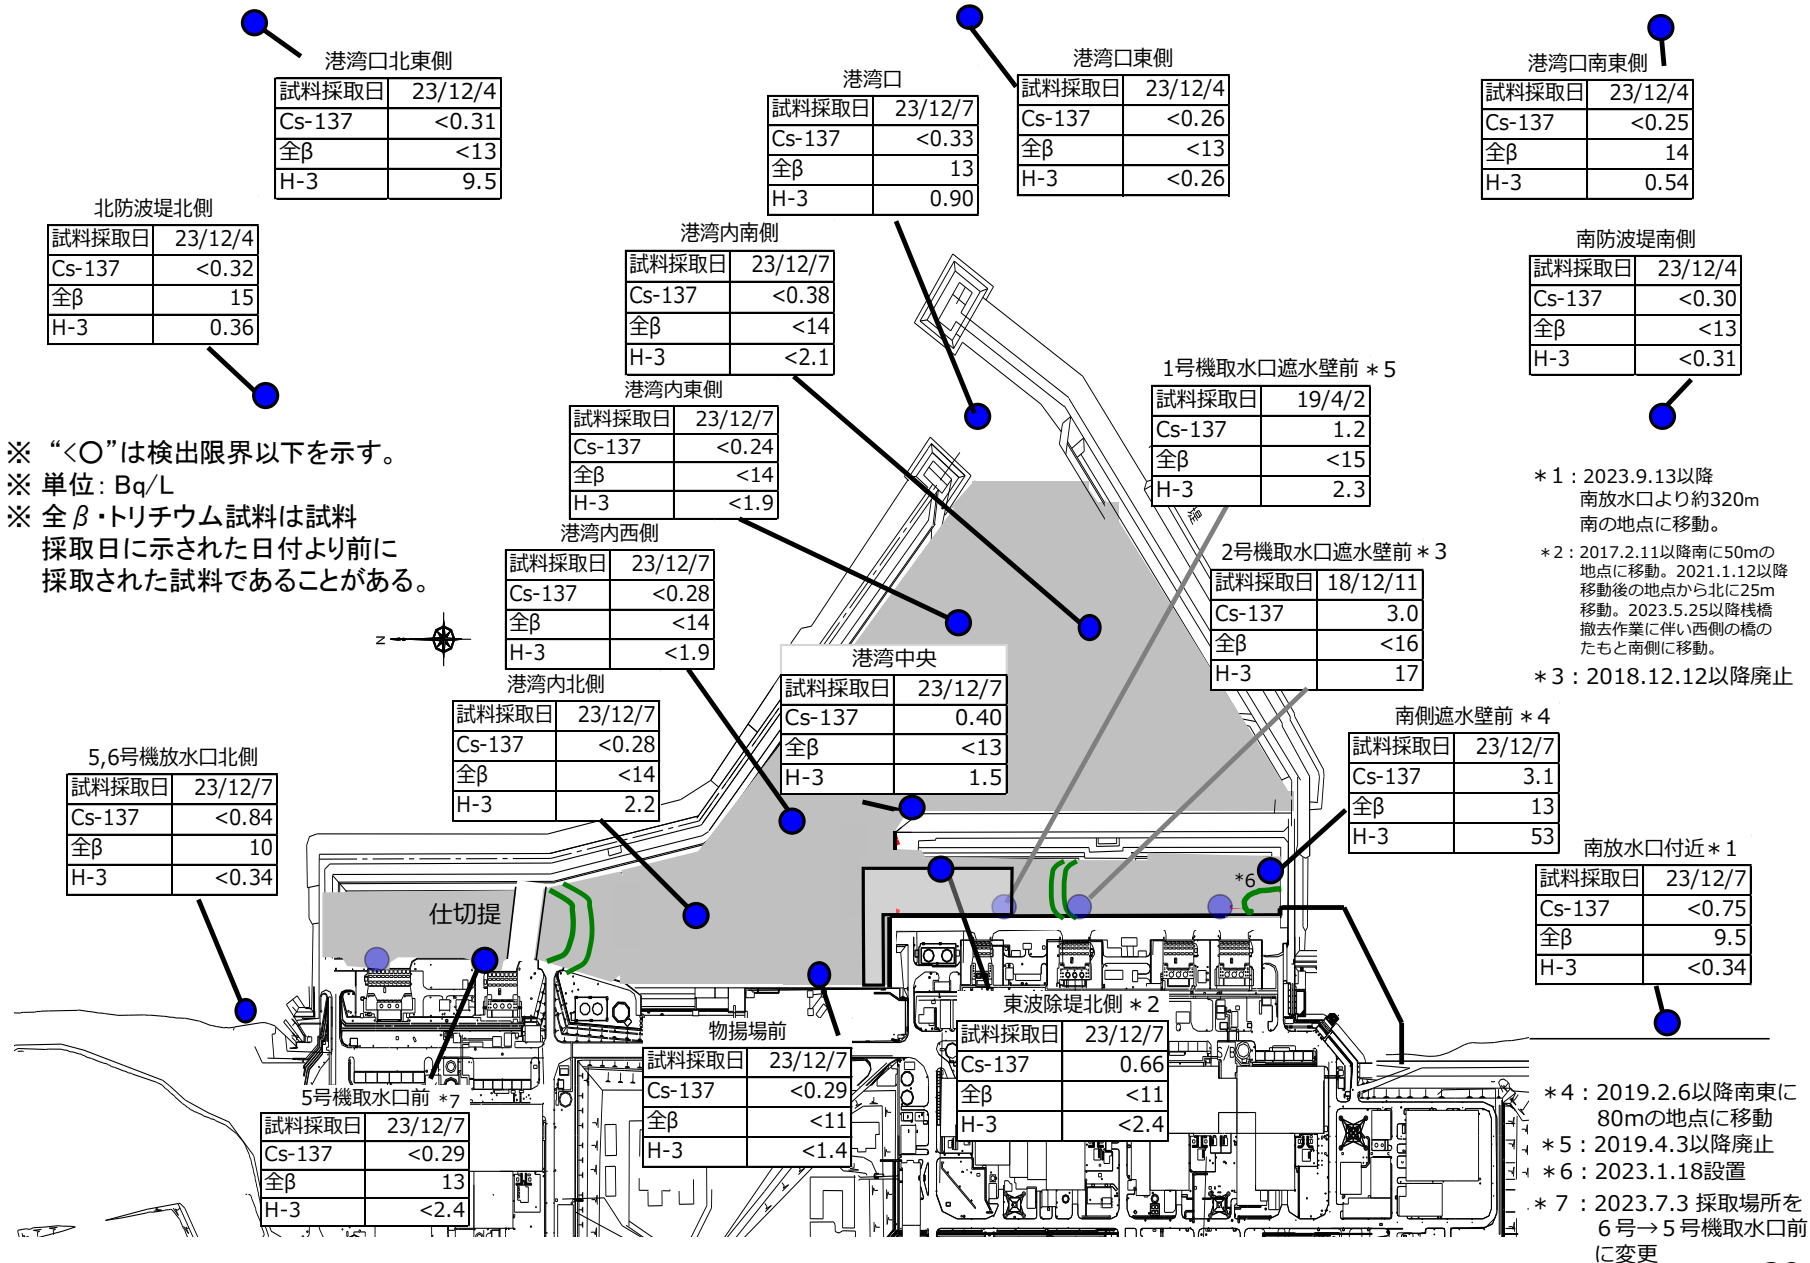 港湾口北東側
試料採取日 23/12/4
Cs-137 <0.31
全β <13
H-3 9.5
港湾口
試料採取日 23/12/7
Cs-137 <0.33
全β 13
H-3 0.90
港湾口東側
試料採取日 23/12/4
Cs-137 <0.26
全β <13
H-3 <0.26
港湾口南東側
試料採取日 23/12/4
Cs-137 <0.25
全β 14
H-3 0.54
北防波堤北側
試料採取日 23/12/4
Cs-137 <0.32
全β 15
H-3 0.36
港湾内南側
試料採取日 23/12/7
Cs-137 <0.38
全β <14
H-3 <2.1
南防波堤南側
試料採取日 23/12/4
Cs-137 <0.30
全β <13
H-3 <0.31
港湾内東側
試料採取日 23/12/7
Cs-137 <0.24
全β <14
H-3 <1.9
1号機取水口遮水壁前＊5
試料採取日 19/4/2
Cs-137 1.2
全β <15
H-3 2.3
※ “<〇”は検出限界以下を示す。
※ 単位：Bq/L
※ 全β・トリチウム試料は試料
採取日に示された日付より前に
採取された試料であることがある。
堤
N
港湾内西側
試料採取日 23/12/7
Cs-137 <0.28
全β <14
H-3 <1.9
2号機取水口遮水壁前＊3
試料採取日 18/12/11
Cs-137 3.0
全β <16
H-3 17
＊1：2023.9.13以降
南放水口より約320m
南の地点に移動。
＊2：2017.2.11以降南に50mの
地点に移動。2021.1.12以降
移動後の地点から北に25m
移動。2023.5.25以降桟橋
撤去作業に伴い西側の橋の
たもと南側に移動。
＊3：2018.12.12以降廃止
港湾中央
試料採取日 23/12/7
Cs-137 0.40
全β <13
H-3 1.5
港湾内北側
試料採取日 23/12/7
Cs-137 <0.28
全β <14
H-3 2.2
南側遮水壁前＊4
試料採取日 23/12/7
Cs-137 3.1
全β 13
H-3 53
5,6号機放水口北側
試料採取日 23/12/7
Cs-137 <0.84
全β 10
H-3 <0.34
南放水口付近＊1
試料採取日 23/12/7
Cs-137 <0.75
全β 9.5
H-3 <0.34
仕切堤
*6
東波除堤北側＊2
試料採取日 23/12/7
Cs-137 0.66
全β <11
H-3 <2.4
物揚場前
試料採取日 23/12/7
Cs-137 <0.29
全β <11
H-3 <1.4
5号機取水口前 *7
試料採取日 23/12/7
Cs-137 <0.29
全β 13
H-3 <2.4
＊4：2019.2.6以降南東に
80mの地点に移動
＊5：2019.4.3以降廃止
＊6：2023.1.18設置
＊7：2023.7.3 採取場所を
6号→5号機取水口前
に変更